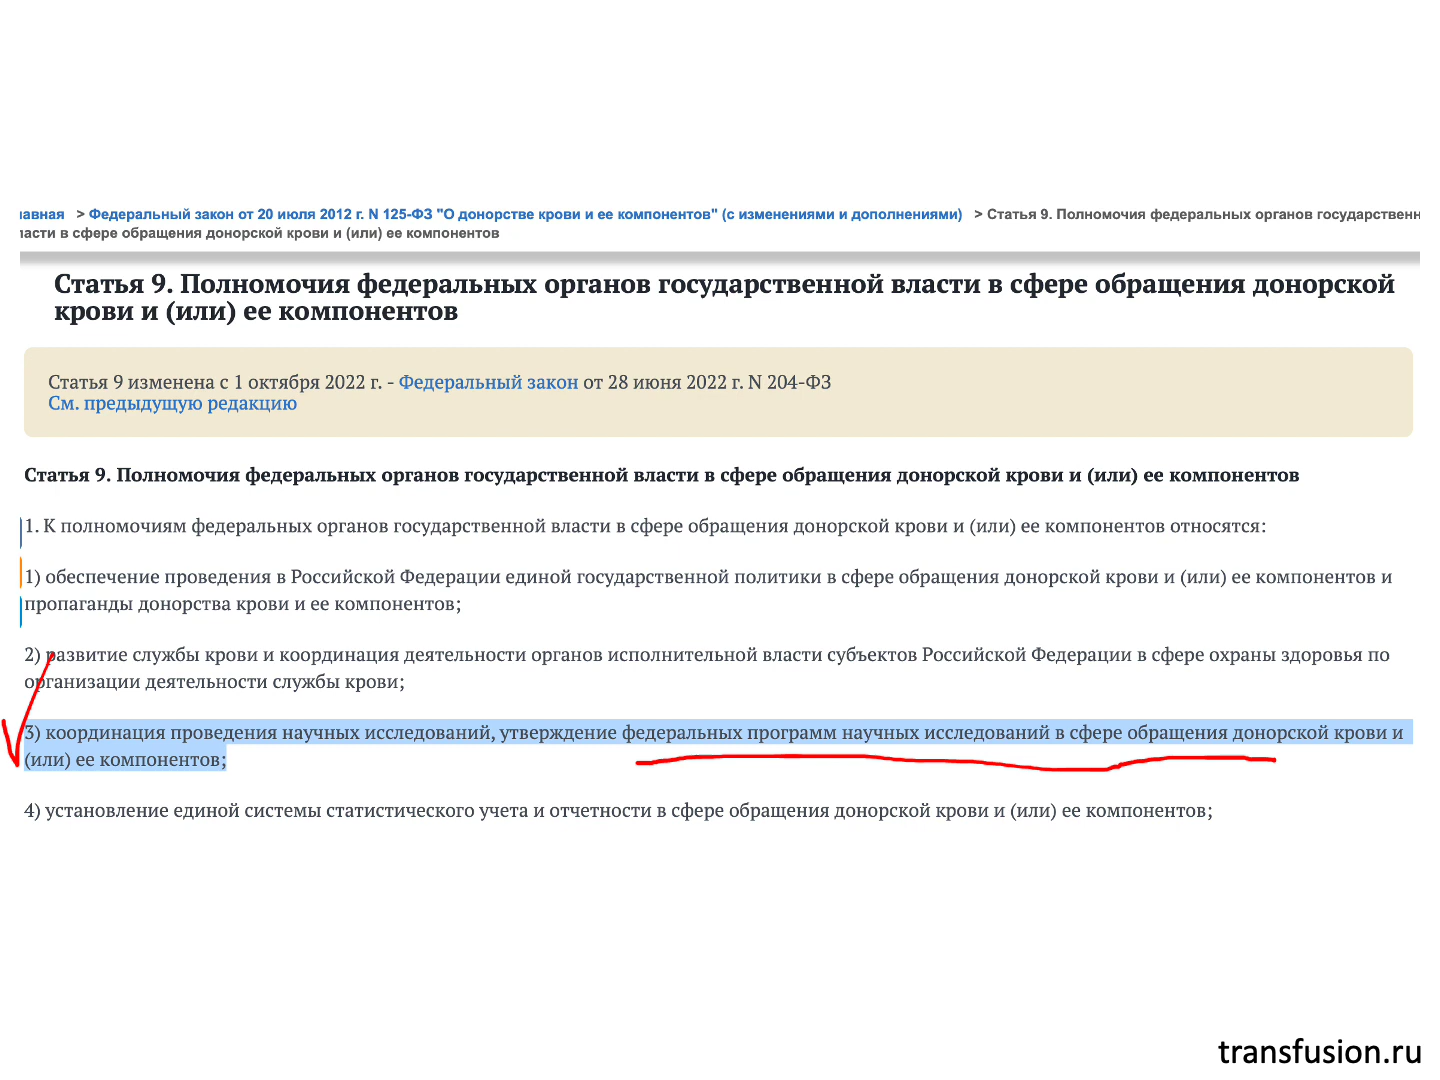 лавная > Федеральный закон от 20 июля 2012 г. N 125-ФЗ "О донорстве крови и ее компонентов" (с изменениями и дополнениями) > Статья 9. Полномочия федеральных органов государственн
ласти в сфере обращения донорской крови и (или) ее компонентов
Статья 9. Полномочия федеральных органов государственной власти в сфере обращения донорской
крови и (или) ее компонентов
Статья 9 изменена с 1 октября 2022 г. - Федеральный закон от 28 июня 2022 г. N 204-ФЗ
См. предыдущую редакцию
Статья 9. Полномочия федеральных органов государственной власти в сфере обращения донорской крови и (или) ее компонентов
1. К полномочиям федеральных органов государственной власти в сфере обращения донорской крови и (или) ее компонентов относятся:
1) обеспечение проведения в Российской Федерации единой государственной политики в сфере обращения донорской крови и (или) ее компонентов и
пропаганды донорства крови и ее компонентов;
2) развитие службы крови и координация деятельности органов исполнительной власти субъектов Российской Федерации в сфере охраны здоровья по
организации деятельности службы крови;
3) координация проведения научных исследований, утверждение федеральных программ научных исследований в сфере обращения донорской крови и
(или) ее компонентов;
4) установление единой системы статистического учета и отчетности в сфере обращения донорской крови и (или) ее компонентов;
transfusion.ru